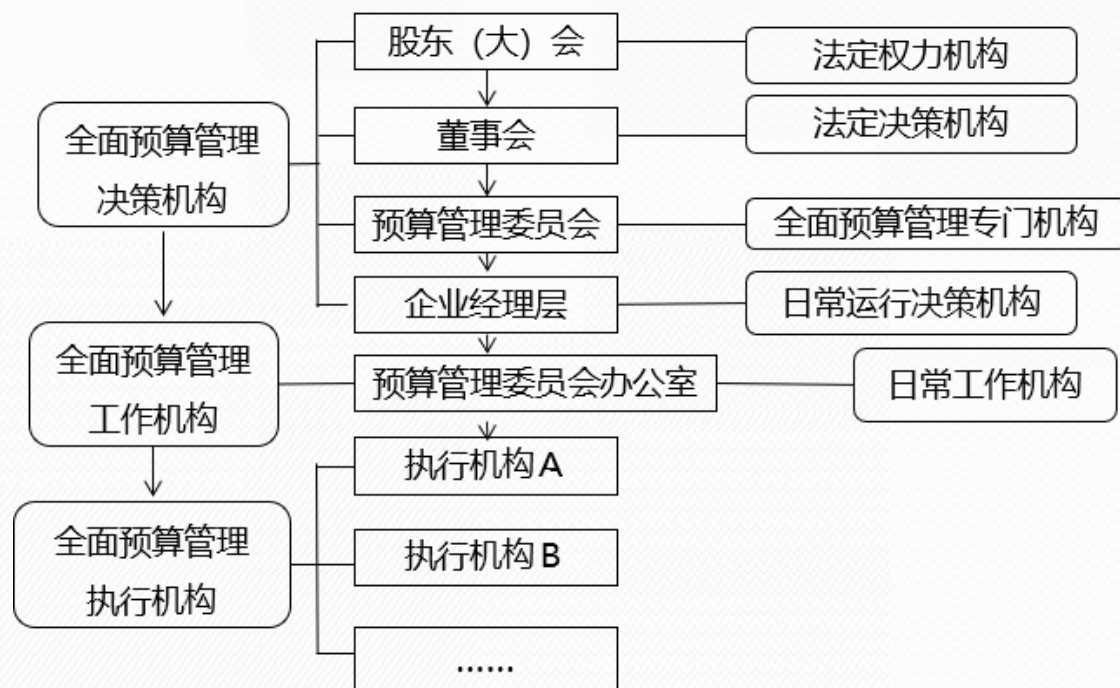 股东（大）会
法定权力机构
全面预算管理
决策机构
董事会
法定决策机构
预算管理委员会
全面预算管理专门机构
企业经理层
日常运行决策机构
全面预算管理
工作机构
预算管理委员会办公室
日常工作机构
执行机构 A
全面预算管理
执行机构
执行机构 B
……